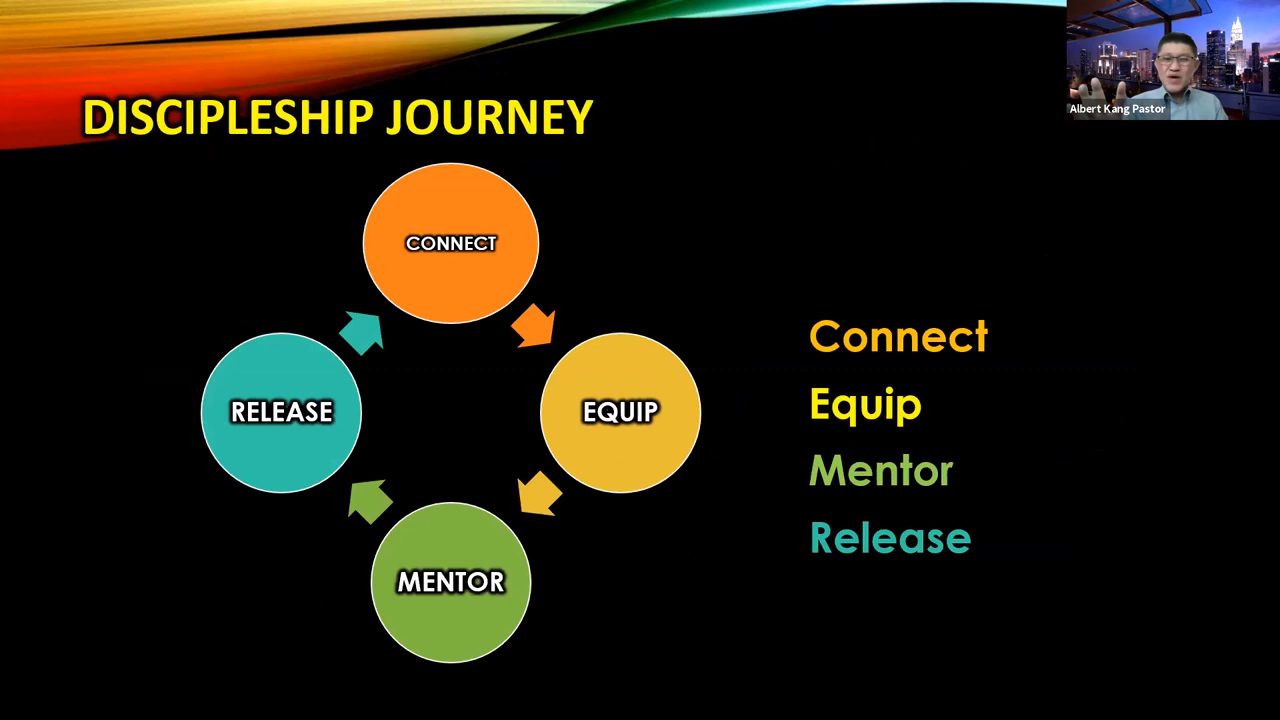 Albert Kang Pastor
DISCIPLESHIP JOURNEY
CONNECT
EQUIP
MENTOR
RELEASE
Connect
Equip
Mentor
Release